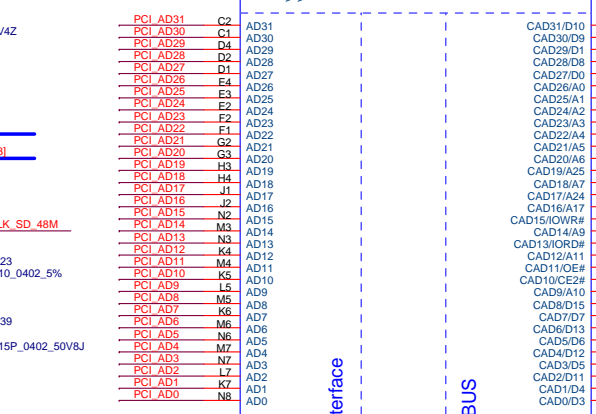 PCI_AD31 C2 AD31 CAD31/D10
PCI_AD30 C1 AD30 CAD30/D9
PCI_AD29 D4 AD29 CAD29/D1
PCI_AD28 D2 AD28 CAD28/D8
PCI_AD27 D1 AD27 CAD27/D0
PCI_AD26 E4 AD26 CAD26/A0
PCI_AD25 E3 AD25 CAD25/A1
PCI_AD24 E2 AD24 CAD24/A2
PCI_AD23 F2 AD23 CAD23/A3
PCI_AD22 F1 AD22 CAD22/A4
PCI_AD21 G2 AD21 CAD21/A5
PCI_AD20 G3 AD20 CAD20/A6
PCI_AD19 H3 AD19 CAD19/A25
PCI_AD18 H4 AD18 CAD18/A7
PCI_AD17 J1 AD17 CAD17/A24
PCI_AD16 J2 AD16 CAD16/A17
PCI_AD15 N2 AD15 CAD15/IOWR#
PCI_AD14 M3 AD14 CAD14/A9
PCI_AD13 N3 AD13 CAD13/IORD#
PCI_AD12 K4 AD12 CAD12/A11
PCI_AD11 M4 AD11 CAD11/OE#
PCI_AD10 K5 AD10 CAD10/CE2#
PCI_AD9 L5 AD9 CAD9/A10
PCI_AD8 M5 AD8 CAD8/D15
PCI_AD7 K6 AD7 CAD7/D7
PCI_AD6 M6 AD6 CAD6/D13
PCI_AD5 N6 AD5 CAD5/D6
PCI_AD4 M7 AD4 CAD4/D12
PCI_AD3 N7 AD3 CAD3/D5
PCI_AD2 L7 AD2 CAD2/D11
PCI_AD1 K7 AD1 CAD1/D4
PCI_AD0 N8 AD0 CAD0/D3
/4Z
LK_SD_48M
23
10_0402_5%
39
15P_0402_50V8J
terface
BUS